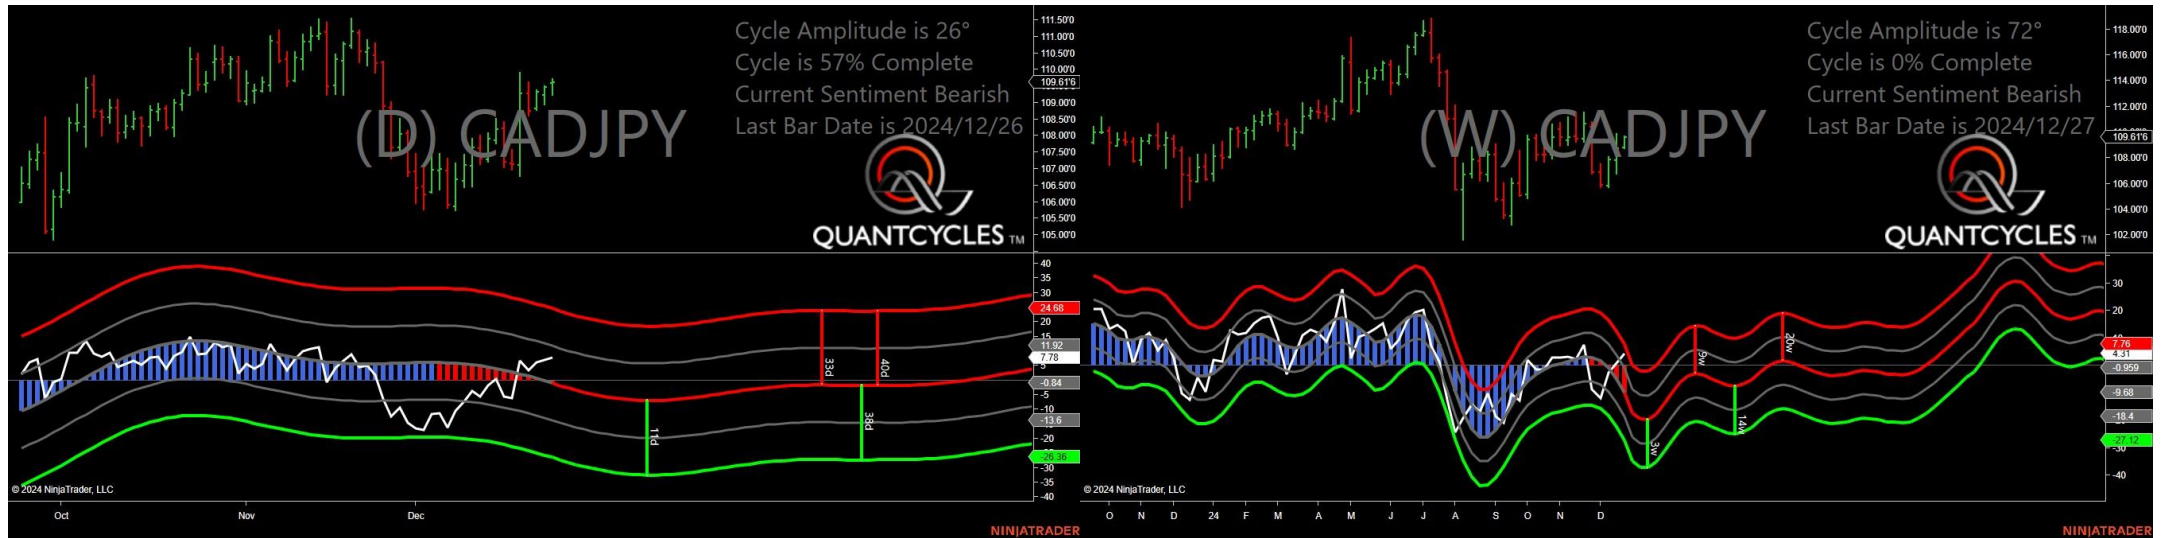 Cycle Amplitude is 26°
Cycle is 57% Complete
Current Sentiment Bearish
Last Bar Date is 2024/12/26
(D) CADJPY
QUANTCYCLES TM
111.50'0
111.00'0
110.50'0
110.00'0
109.61'6
109.00'0
108.50'0
108.00'0
107.50'0
107.00'0
106.50'0
106.00'0
105.50'0
105.00'0
40
35
30
24.68
20
15
11.92
7.78
5
-0.84
-5
-10
-13.6
-20
-26.36
-30
-35
-40
11d
33d
38d
40d
© 2024 NinjaTrader, LLC
Oct Nov Dec
NINJATRADER
Cycle Amplitude is 72°
Cycle is 0% Complete
Current Sentiment Bearish
Last Bar Date is 2024/12/27
(W) CADJPY
QUANTCYCLES TM
118.00'0
116.00'0
114.00'0
112.00'0
109.61'6
108.00'0
106.00'0
104.00'0
102.00'0
30
20
7.76
4.31
-0.959
-9.68
-18.4
-27.12
-30
-40
3w
9w
14w
20w
© 2024 NinjaTrader, LLC
O N D 24 F M A M J J A S O N D
NINJATRADER